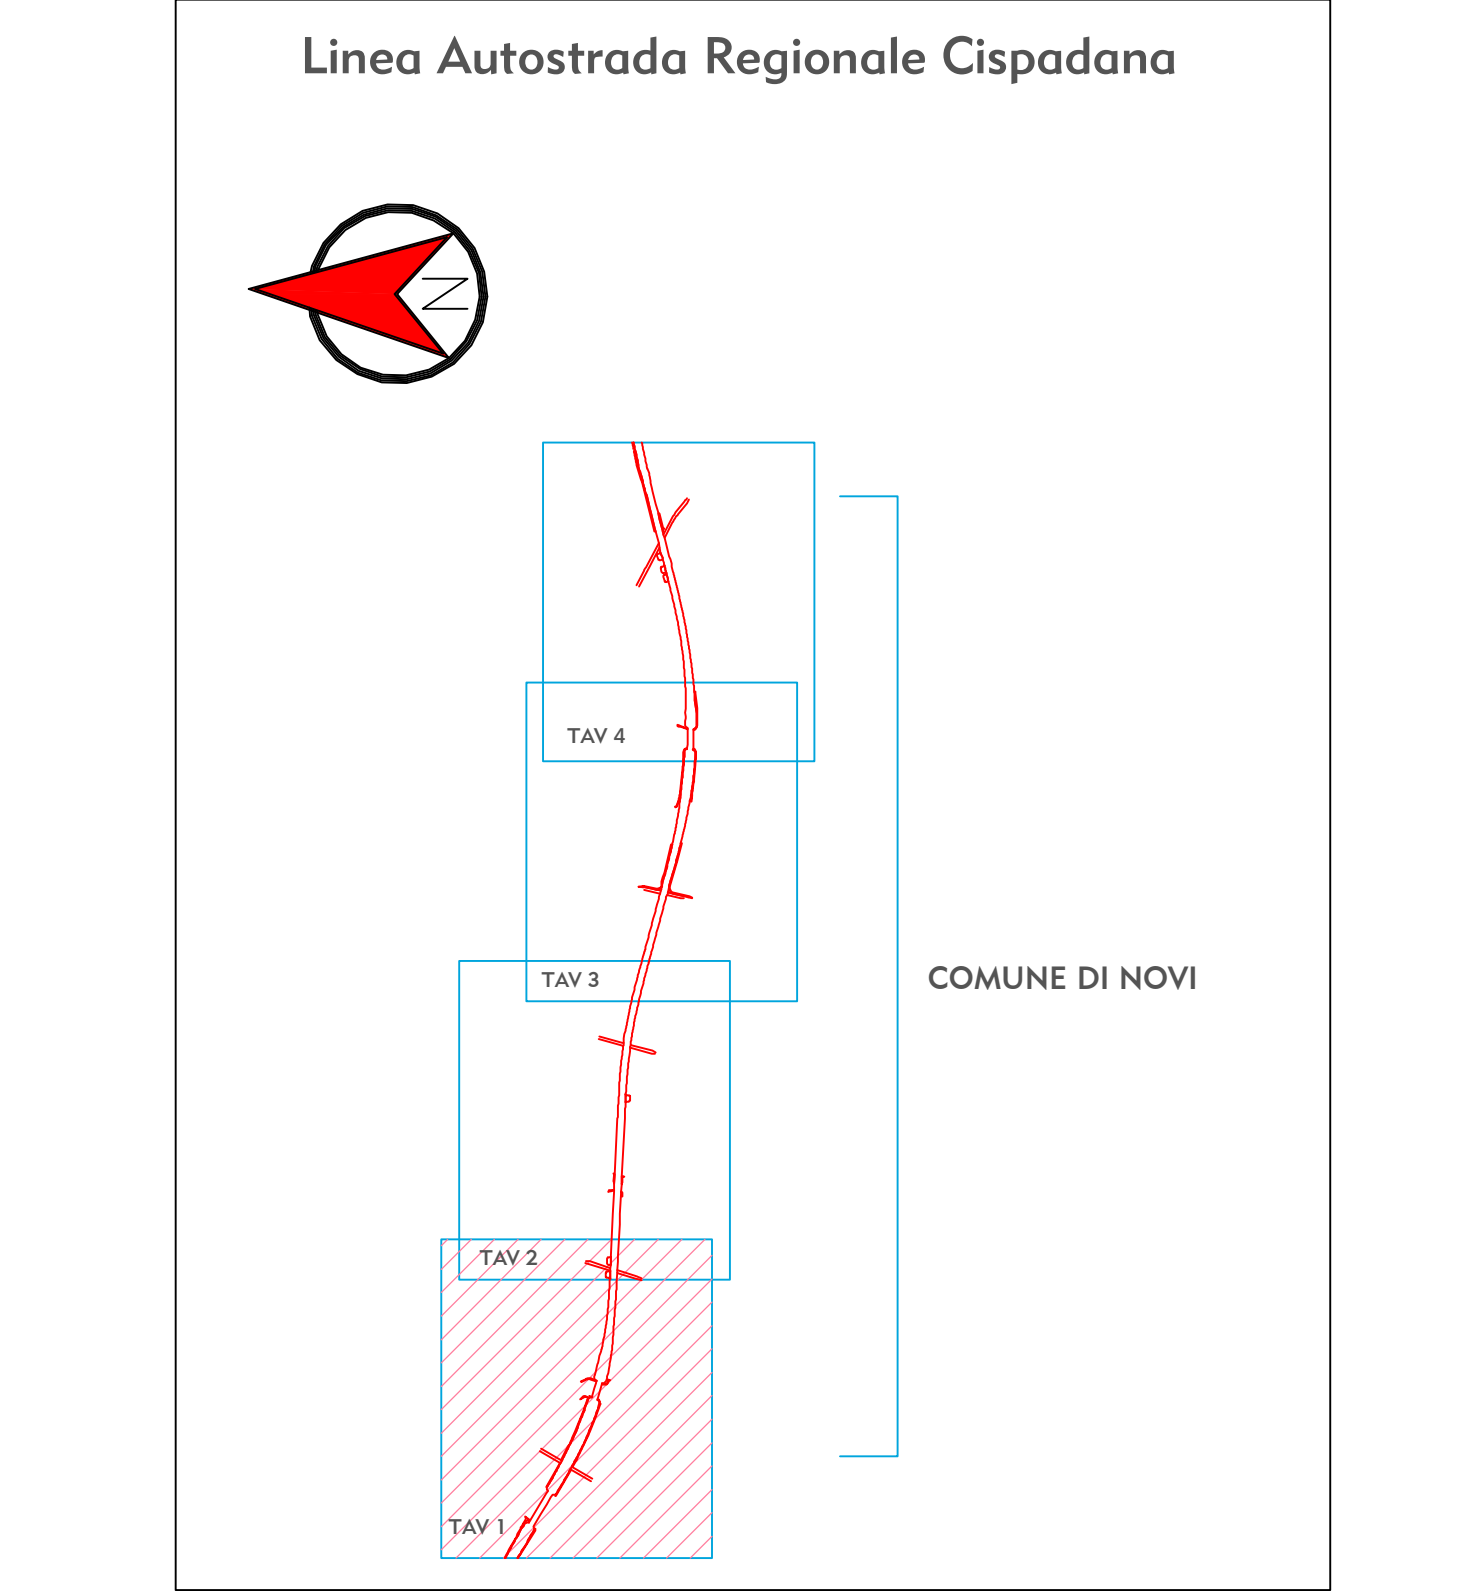 Linea Autostrada Regionale Cispadana
N
TAV 4
TAV 3
COMUNE DI NOVI
TAV 2
TAV 1